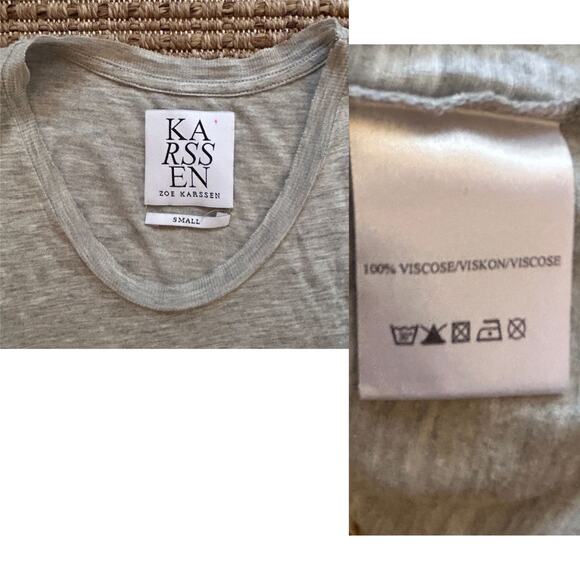 KA
RSS
EN
ZOE KARSSEN
SMALL
100% VISCOSE/VISKON/VISCOSE